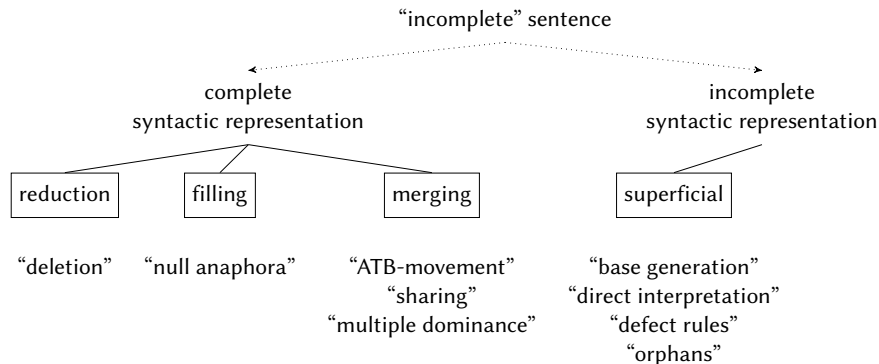 “incomplete” sentence
complete
syntactic representation
incomplete
syntactic representation
reduction
filling
merging
superficial
“deletion”
“null anaphora”
“ATB-movement”
“sharing”
“multiple dominance”
“base generation”
“direct interpretation”
“defect rules”
“orphans”